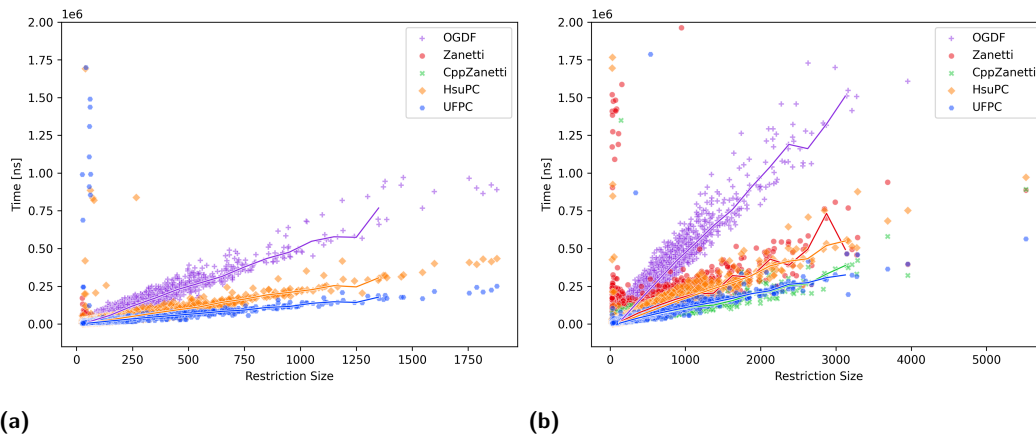 1e6
2.00
1.75
1.50
1.25
1.00
0.75
0.50
0.25
0.00
Time [ns]
0 250 500 750 1000 1250 1500 1750
Restriction Size
OGDF
Zanetti
CppZanetti
HsuPC
UFPC
(a)
1e6
2.00
1.75
1.50
1.25
1.00
0.75
0.50
0.25
0.00
Time [ns]
0 1000 2000 3000 4000 5000
Restriction Size
OGDF
Zanetti
CppZanetti
HsuPC
UFPC
(b)